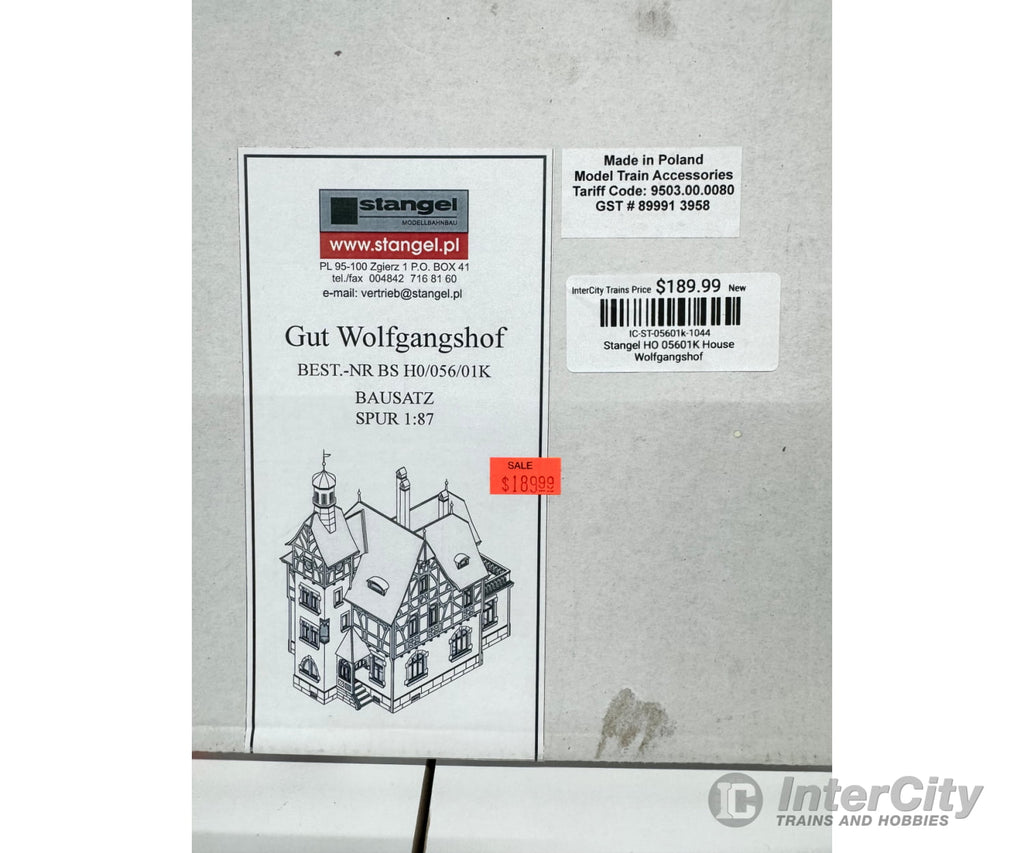 stangel
MODELLBAHNBAU
www.stangel.pl
PL 95-100 Zgierz 1 P.O. BOX 41
tel./fax 004842 716 81 60
e-mail: vertrieb@stangel.pl
Gut Wolfgangshof
BEST.-NR BS H0/056/01K
BAUSATZ
SPUR 1:87
SALE
$189.99
Made in Poland
Model Train Accessories
Tariff Code: 9503.00.0080
GST # 89991 3958
InterCity Trains Price $189.99 New
IC-ST-05601k-1044
Stangel HO 05601K House
Wolfgangshof
IC InterCity
TRAINS AND HOBBIES